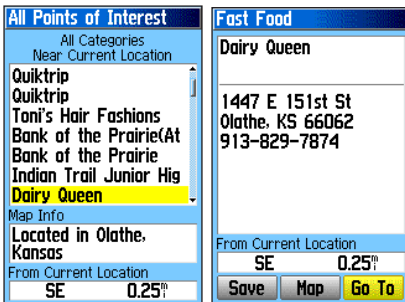 All Points of Interest
All Categories
Near Current Location
Quiktrip
Quiktrip
Toni's Hair Fashions
Bank of the Prairie(At
Bank of the Prairie
Indian Trail Junior Hig
Dairy Queen
Map Info
Located in Olathe,
Kansas
From Current Location
SE 0.25m
Fast Food
Dairy Queen
1447 E 151st St
Olathe, KS 66062
913-829-7874
From Current Location
SE 0.25m
Save Map Go To